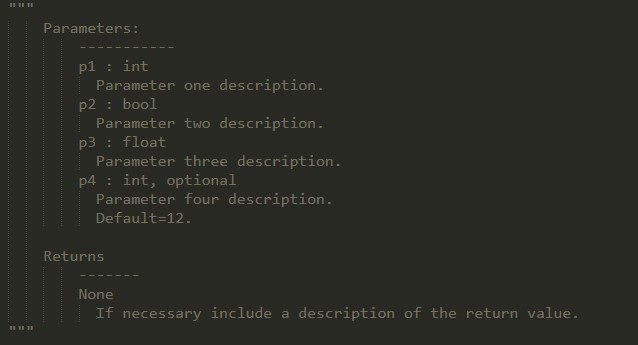 """
Parameters:
-----------
p1 : int
Parameter one description.
p2 : bool
Parameter two description.
p3 : float
Parameter three description.
p4 : int, optional
Parameter four description.
Default=12.
Returns
-------
None
If necessary include a description of the return value.
"""